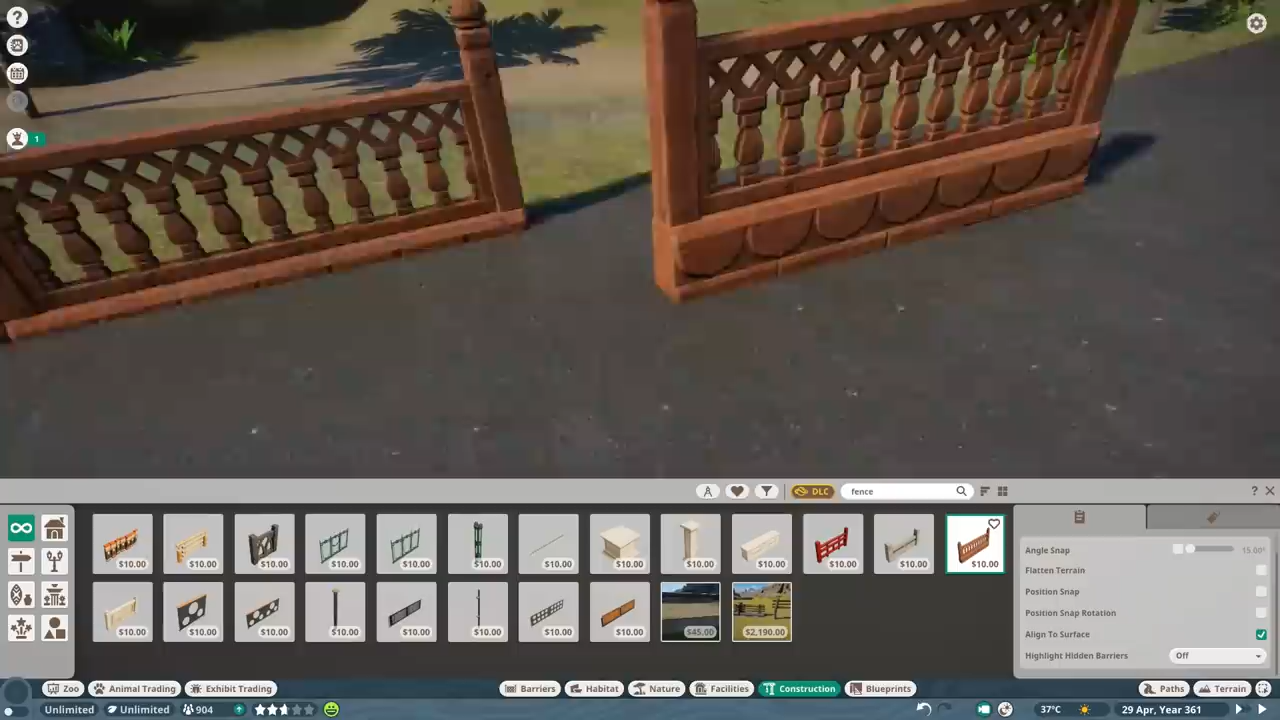 ?
1
DLC
fence
? ×
$10.00 $10.00 $10.00 $10.00 $10.00 $10.00 $10.00 $10.00 $10.00 $10.00 $10.00 $10.00 $10.00
$10.00 $10.00 $10.00 $10.00 $10.00 $10.00 $10.00 $10.00 $45.00 $2,190.00
Angle Snap 15.00°
Flatten Terrain
Position Snap
Position Snap Rotation
Align To Surface
Highlight Hidden Barriers Off
Zoo Animal Trading Exhibit Trading Barriers Habitat Nature Facilities Construction Blueprints Paths Terrain
Unlimited Unlimited 904 37°C 29 Apr, Year 361